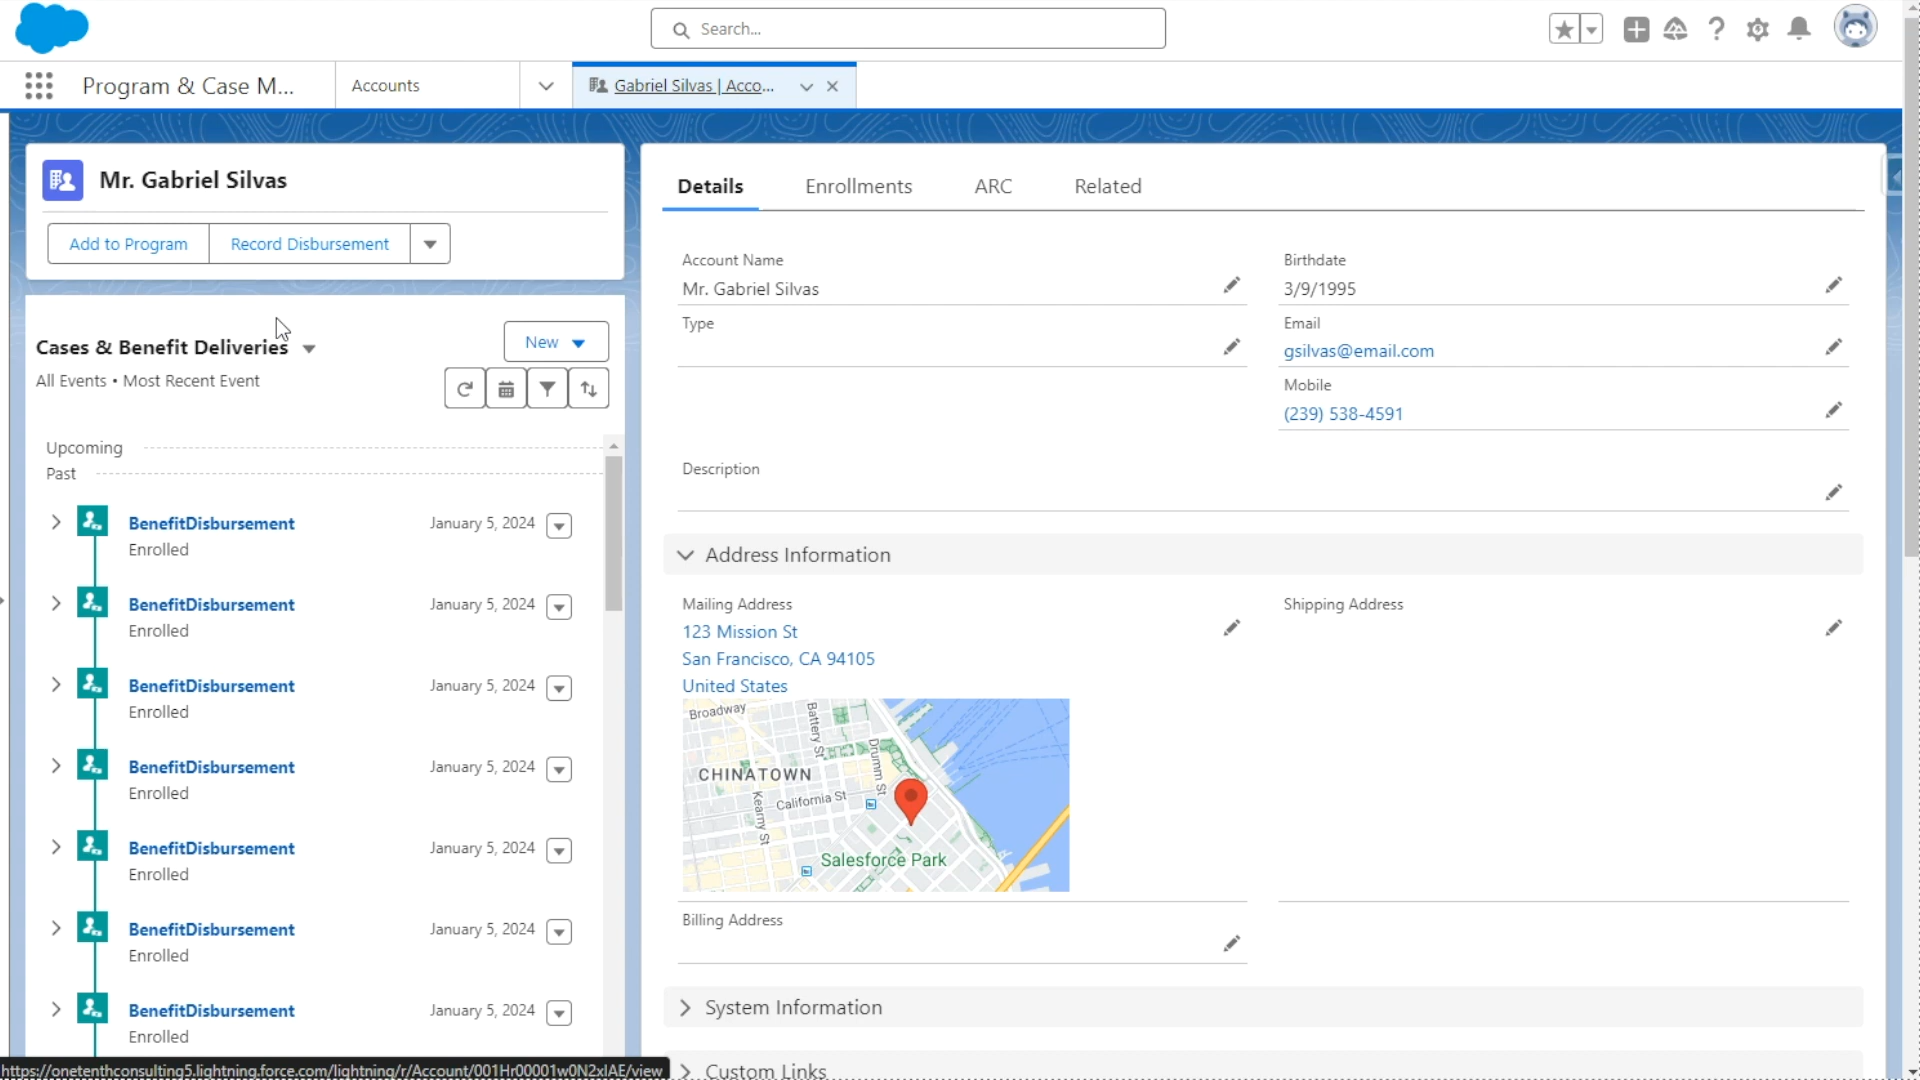 Search...
Program & Case M...
Accounts
Gabriel Silvas | Acco...
Mr. Gabriel Silvas
Add to Program
Record Disbursement
Cases & Benefit Deliveries
New
All Events • Most Recent Event
Upcoming
Past
BenefitDisbursement
January 5, 2024
Enrolled
BenefitDisbursement
January 5, 2024
Enrolled
BenefitDisbursement
January 5, 2024
Enrolled
BenefitDisbursement
January 5, 2024
Enrolled
BenefitDisbursement
January 5, 2024
Enrolled
BenefitDisbursement
January 5, 2024
Enrolled
BenefitDisbursement
January 5, 2024
Enrolled
Details
Enrollments
ARC
Related
Account Name
Mr. Gabriel Silvas
Birthdate
3/9/1995
Type
Email
gsilvas@email.com
Mobile
(239) 538-4591
Description
Address Information
Mailing Address
123 Mission St
San Francisco, CA 94105
United States
Shipping Address
Broadway
Battery St
Drumm St
CHINATOWN
California St
Kearny St
Salesforce Park
Billing Address
System Information
Custom Links
https://onetenthconsulting5.lightning.force.com/lightning/r/Account/001Hr00001w0N2xIAE/view